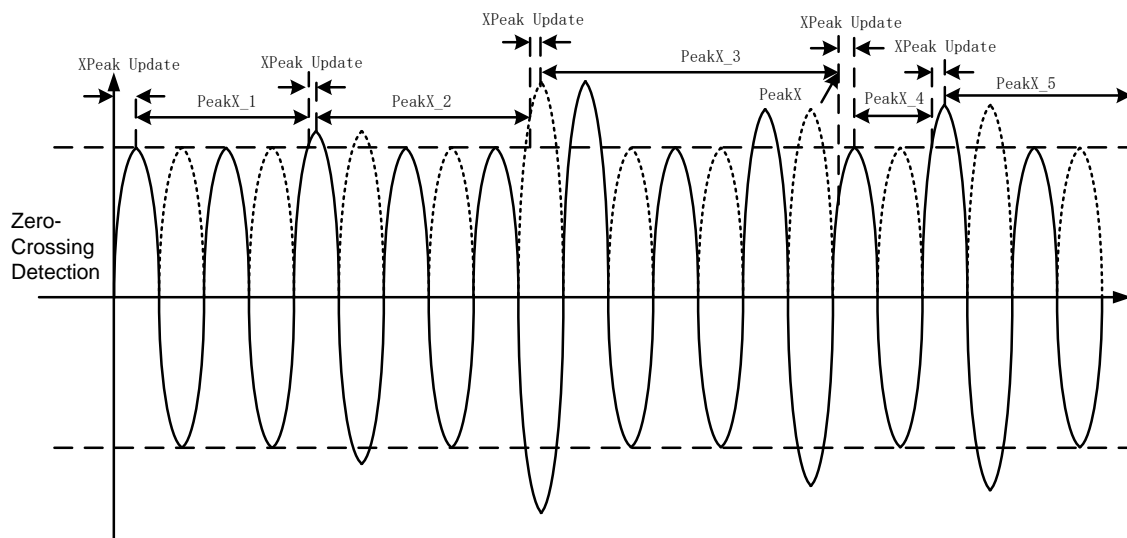 XPeak Update
XPeak Update
XPeak Update
XPeak Update
XPeak Update
PeakX_1
PeakX_2
PeakX_3
PeakX
PeakX_4
PeakX_5
Zero-
Crossing
Detection